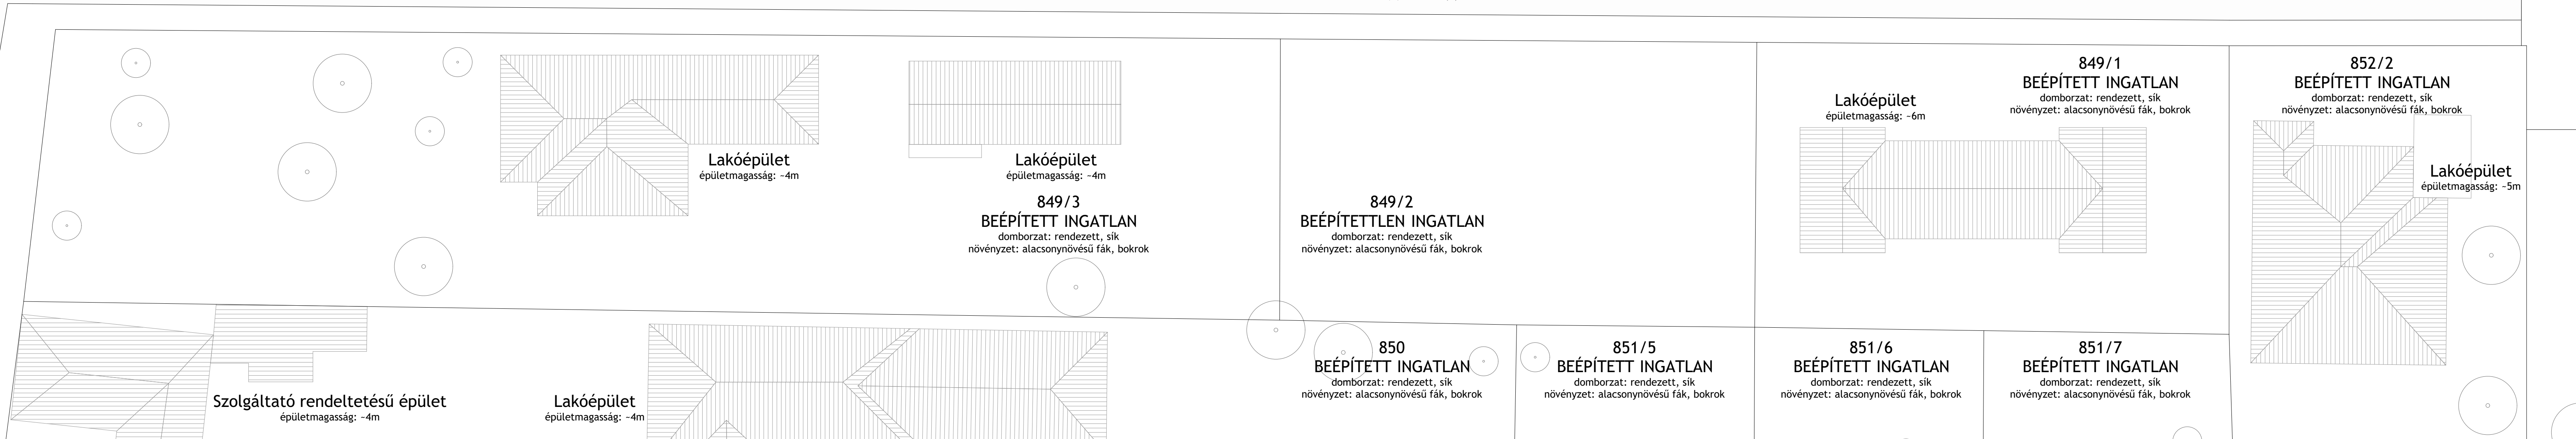 849/1
BEÉPÍTETT INGATLAN
domborzat: rendezett, sík
növényzet: alacsonynövésű fák, bokrok
852/2
BEÉPÍTETT INGATLAN
domborzat: rendezett, sík
növényzet: alacsonynövésű fák, bokrok
Lakóépület
épületmagasság: ~6m
Lakóépület
épületmagasság: ~4m
Lakóépület
épületmagasság: ~4m
Lakóépület
épületmagasság: ~5m
849/3
BEÉPÍTETT INGATLAN
domborzat: rendezett, sík
növényzet: alacsonynövésű fák, bokrok
849/2
BEÉPÍTETTLEN INGATLAN
domborzat: rendezett, sík
növényzet: alacsonynövésű fák, bokrok
850
BEÉPÍTETT INGATLAN
domborzat: rendezett, sík
növényzet: alacsonynövésű fák, bokrok
851/5
BEÉPÍTETT INGATLAN
domborzat: rendezett, sík
növényzet: alacsonynövésű fák, bokrok
851/6
BEÉPÍTETT INGATLAN
domborzat: rendezett, sík
növényzet: alacsonynövésű fák, bokrok
851/7
BEÉPÍTETT INGATLAN
domborzat: rendezett, sík
növényzet: alacsonynövésű fák, bokrok
Szolgáltató rendeltetésű épület
épületmagasság: ~4m
Lakóépület
épületmagasság: ~4m